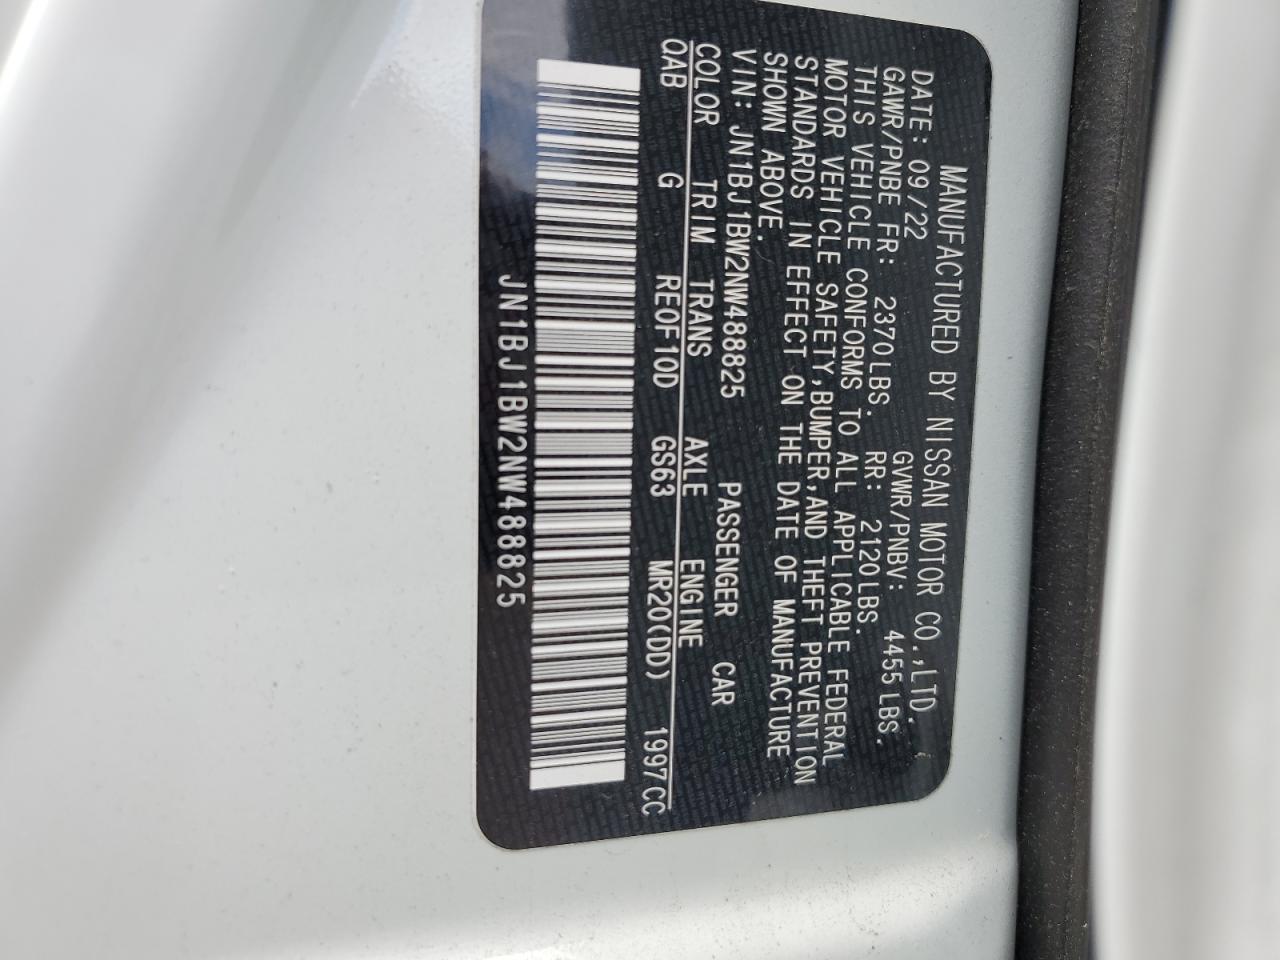 MANUFACTURED BY NISSAN MOTOR CO.,LTD.
DATE: 09/22 GVWR/PNBV: 4455LBS.
GAWR/PNBE FR: 2370LBS. RR: 2120LBS.
THIS VEHICLE CONFORMS TO ALL APPLICABLE FEDERAL
MOTOR VEHICLE SAFETY,BUMPER,AND THEFT PREVENTION
STANDARDS IN EFFECT ON THE DATE OF MANUFACTURE
SHOWN ABOVE.
VIN: JN1BJ1BW2NW488825 PASSENGER CAR
COLOR TRIM TRANS AXLE ENGINE
QAB G RE0F10D GS63 MR20(DD) 1997CC
JN1BJ1BW2NW488825